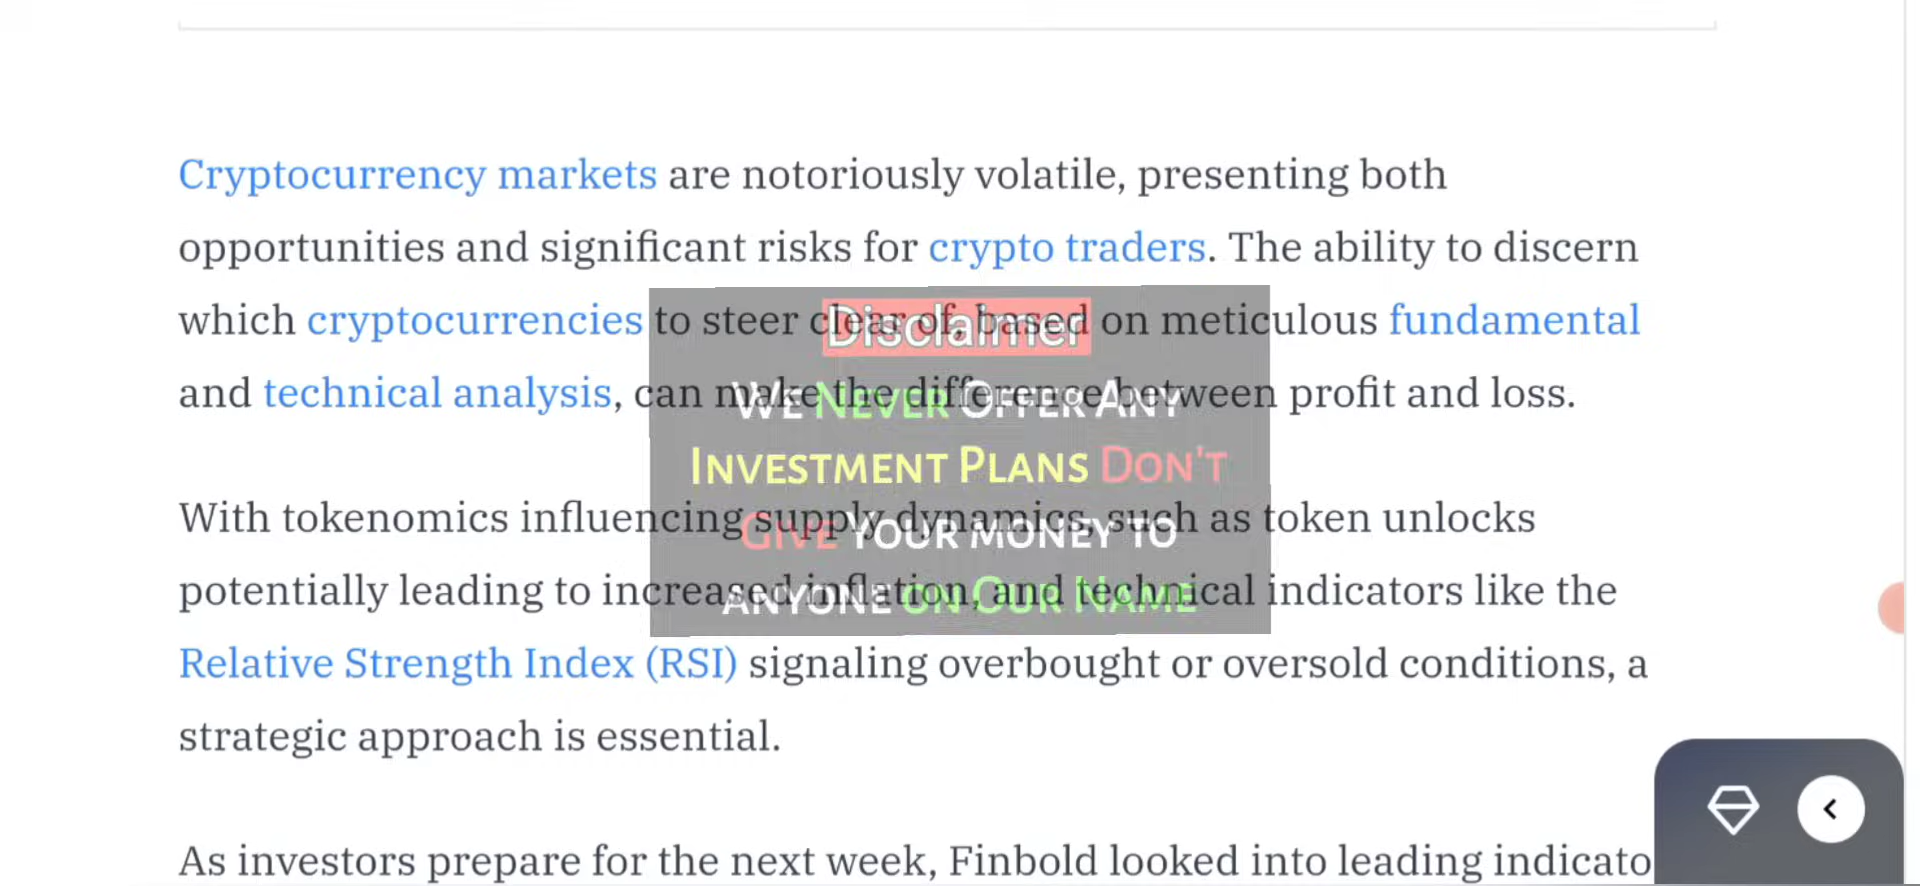 Cryptocurrency markets are notoriously volatile, presenting both
opportunities and significant risks for crypto traders. The ability to discern
which cryptocurrencies to steer clear of, based on meticulous fundamental
and technical analysis, can make the difference between profit and loss.
With tokenomics influencing supply dynamics, such as token unlocks
potentially leading to increased inflation, and technical indicators like the
Relative Strength Index (RSI) signaling overbought or oversold conditions, a
strategic approach is essential.
As investors prepare for the next week, Finbold looked into leading indicato
Disclaimer
WE NEVER OFFER ANY
INVESTMENT PLANS DON'T
GIVE YOUR MONEY TO
ANYONE ON OUR NAME